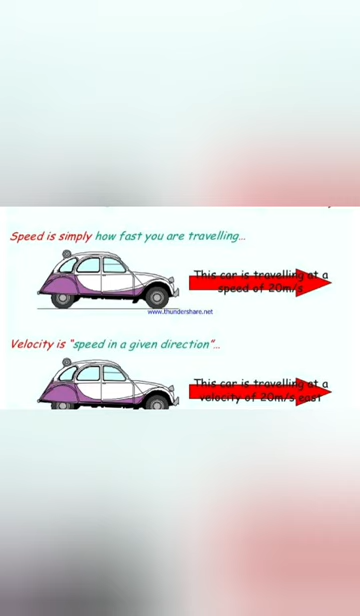 Speed is simply how fast you are travelling...
This car is travelling at a
speed of 20m/s
www.thundershare.net
Velocity is "speed in a given direction"...
This car is travelling at a
velocity of 20m/s east